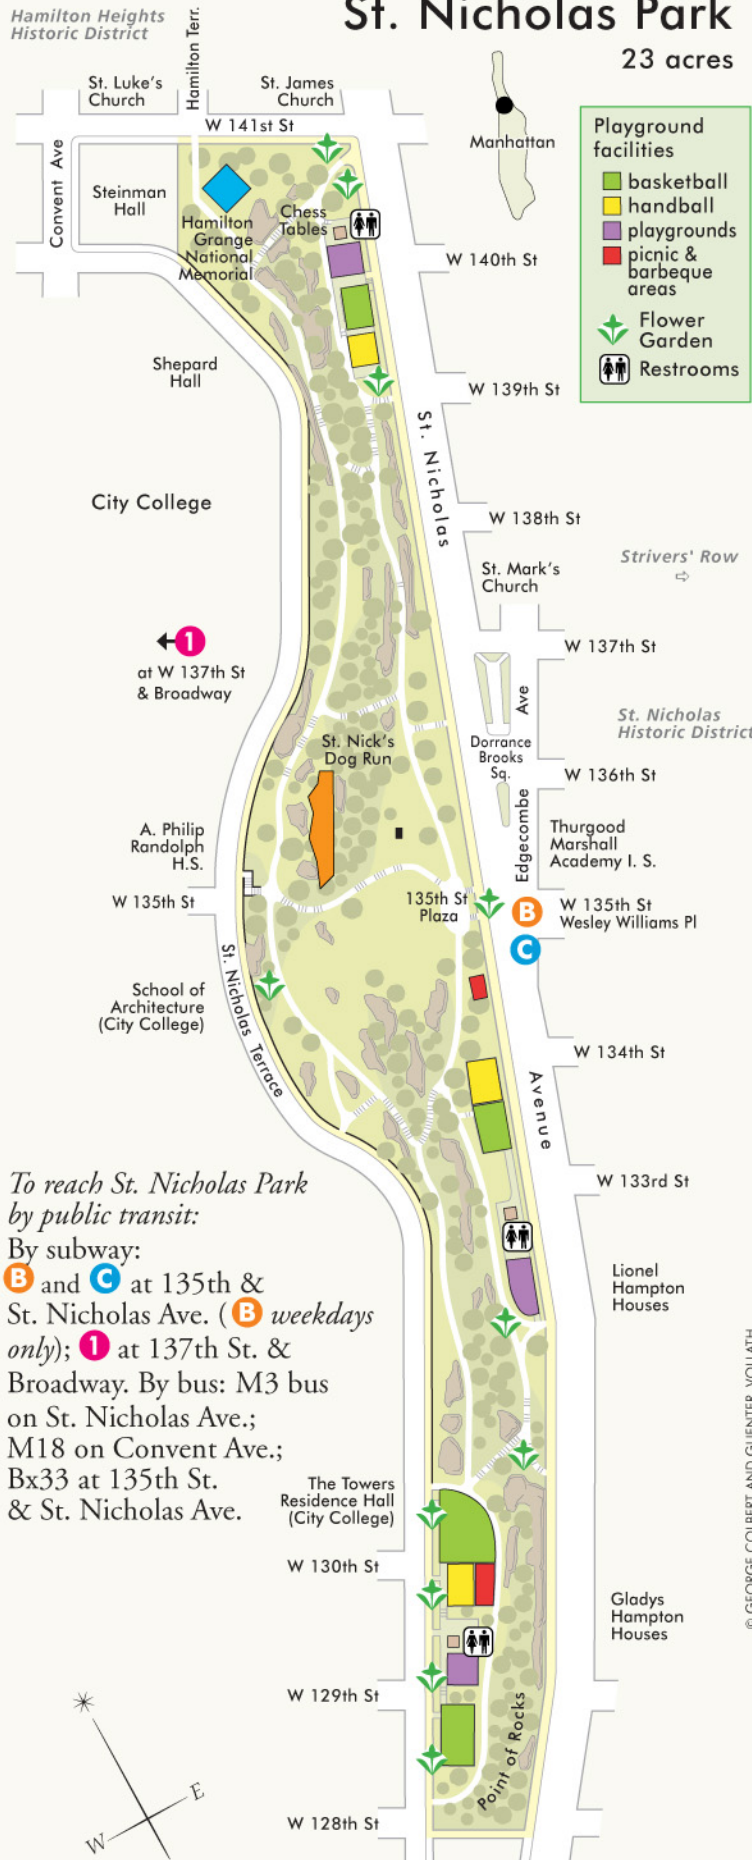 Hamilton Heights
Historic District
Hamilton Terr.
St. Nicholas Park
23 acres
St. Luke's
Church
St. James
Church
W 141st St
Manhattan
Playground
facilities
basketball
handball
playgrounds
picnic &
barbeque
areas
Flower
Garden
Restrooms
Convent Ave
Steinman
Hall
Hamilton
Grange
National
Memorial
Chess
Tables
W 140th St
Shepard
Hall
W 139th St
St. Nicholas
City College
W 138th St
Strivers' Row
St. Mark's
Church
1
at W 137th St
& Broadway
W 137th St
Ave
St. Nicholas
Historic District
St. Nick's
Dog Run
Dorrance
Brooks
Sq.
W 136th St
Edgecombe
A. Philip
Randolph
H.S.
Thurgood
Marshall
Academy I. S.
W 135th St
135th St
Plaza
B
W 135th St
Wesley Williams Pl
C
St. Nicholas Terrace
School of
Architecture
(City College)
W 134th St
Avenue
W 133rd St
To reach St. Nicholas Park
by public transit:
By subway:
B and C at 135th &
St. Nicholas Ave. ( B weekdays
only); 1 at 137th St. &
Broadway. By bus: M3 bus
on St. Nicholas Ave.;
M18 on Convent Ave.;
Bx33 at 135th St.
& St. Nicholas Ave.
Lionel
Hampton
Houses
The Towers
Residence Hall
(City College)
W 130th St
Gladys
Hampton
Houses
© GEORGE COLBERT AND GUENTER VOLLATH
W 129th St
Point of Rocks
W 128th St
W
E